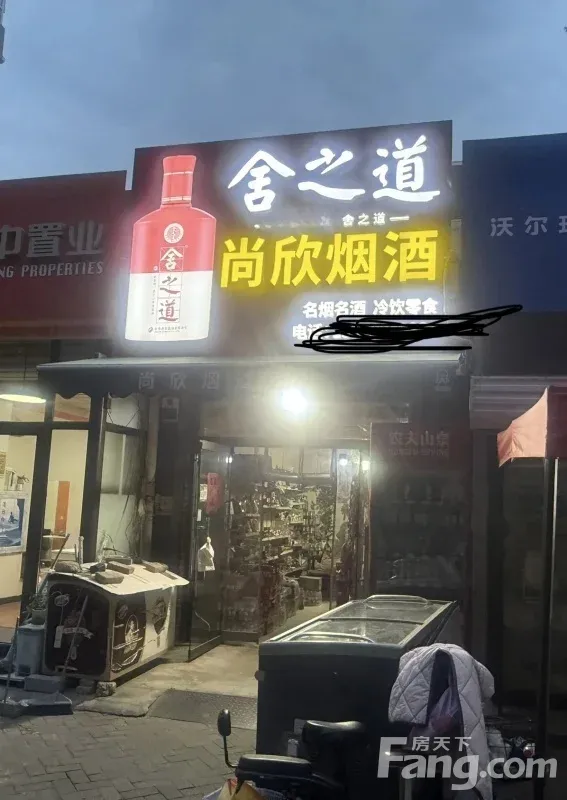 舍之道
舍之道
尚欣烟酒
名烟名酒 冷饮零食
电话
舍之道
中置业
NG PROPERTIES
沃尔
尚欣烟
农夫山泉
房天下
Fang.com